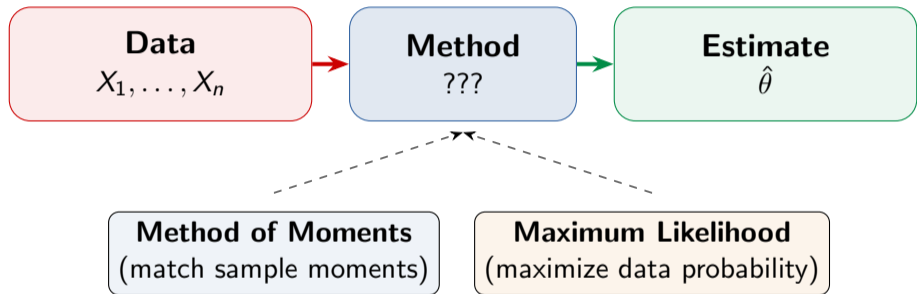 Data
X₁, . . . , Xₙ
Method
???
Estimate
θ̂
Method of Moments
(match sample moments)
Maximum Likelihood
(maximize data probability)